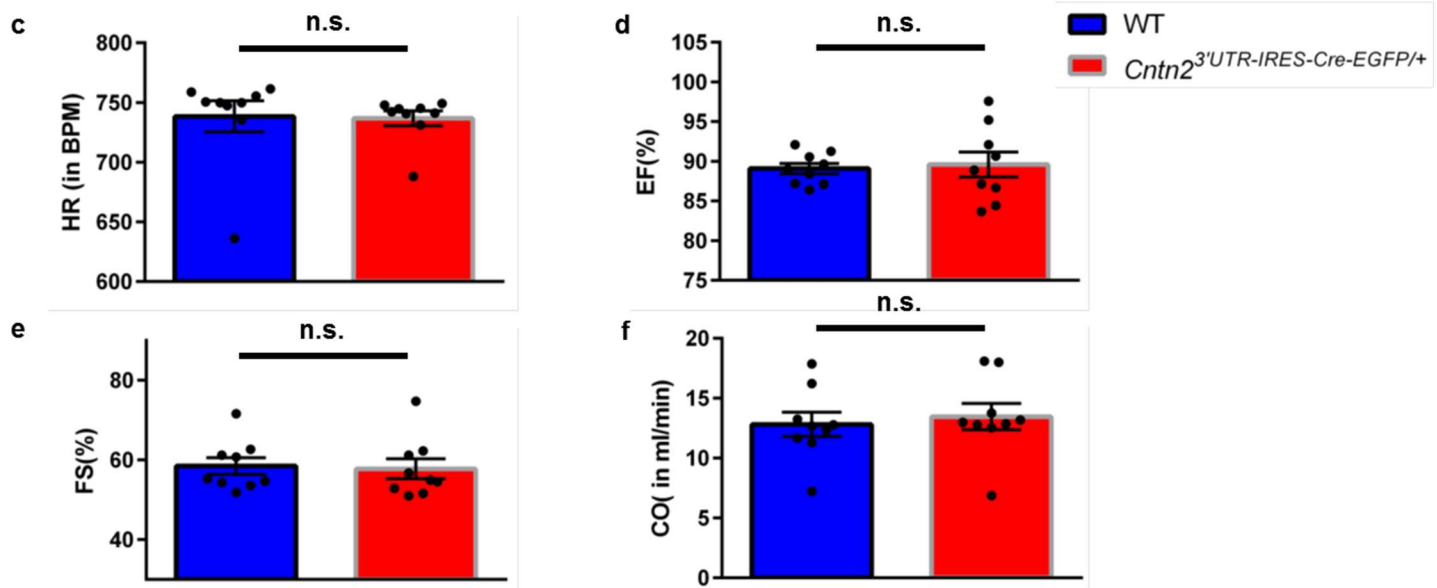 c
n.s.
HR (in BPM)
800
750
700
650
600
d
n.s.
EF(%)
105
100
95
90
85
80
75
WT
Cntn2^3'UTR-IRES-Cre-EGFP/+
e
n.s.
FS(%)
80
60
40
f
n.s.
CO( in ml/min)
20
15
10
5
0